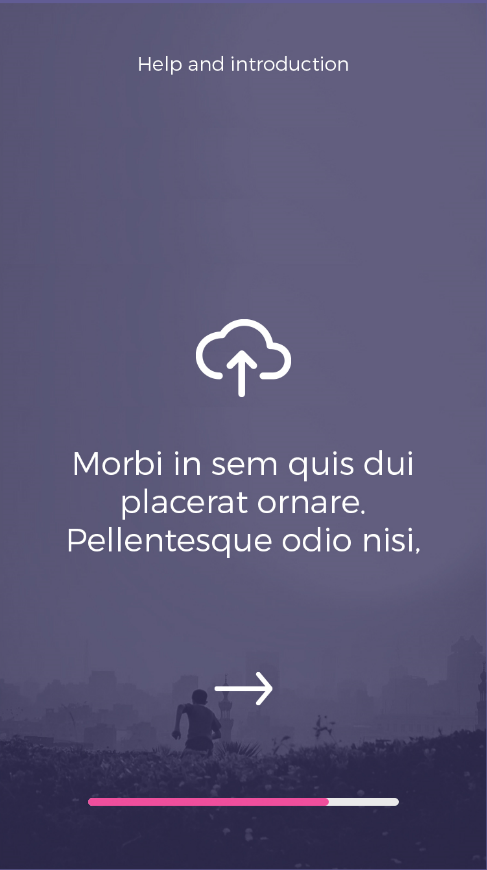 Help and introduction
Morbi in sem quis dui
placerat ornare.
Pellentesque odio nisi,